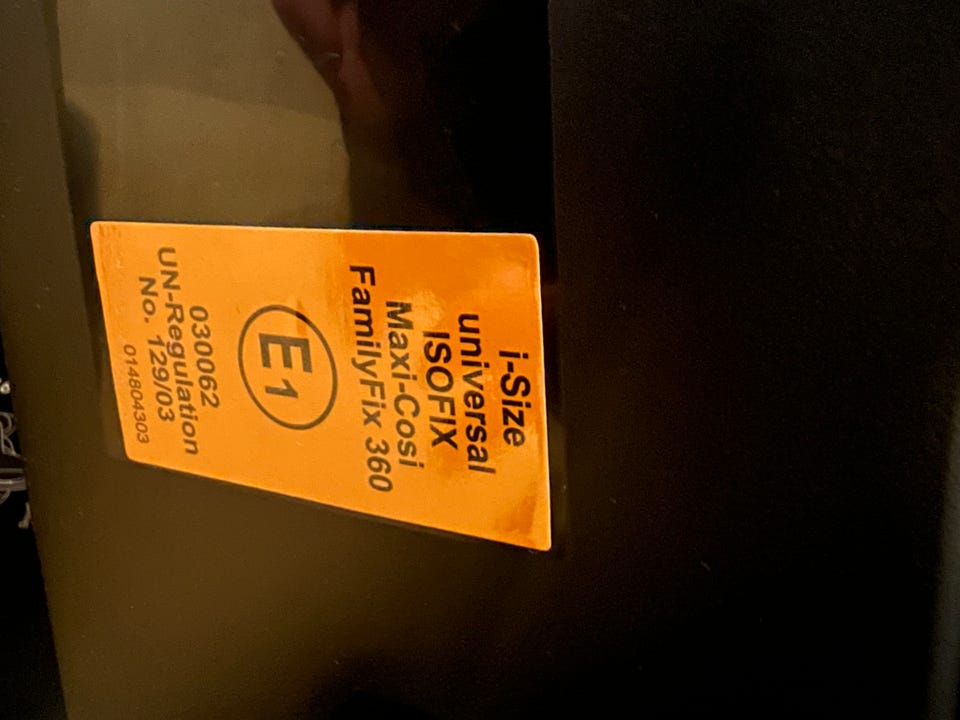 i-Size
universal
ISOFIX
Maxi-Cosi
FamilyFix 360
E1
030062
UN-Regulation
No. 129/03
014804303